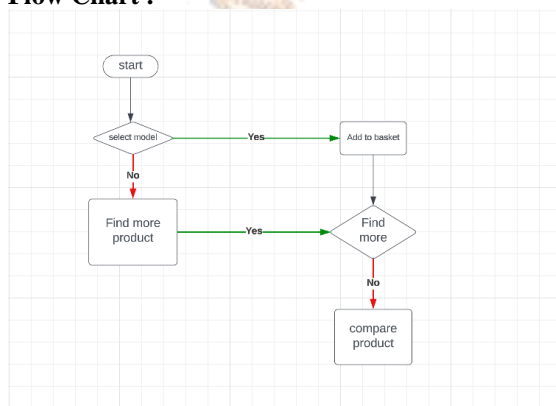 Flow Chart :
start
select model
Yes
Add to basket
No
Find more
product
Yes
Find
more
No
compare
product